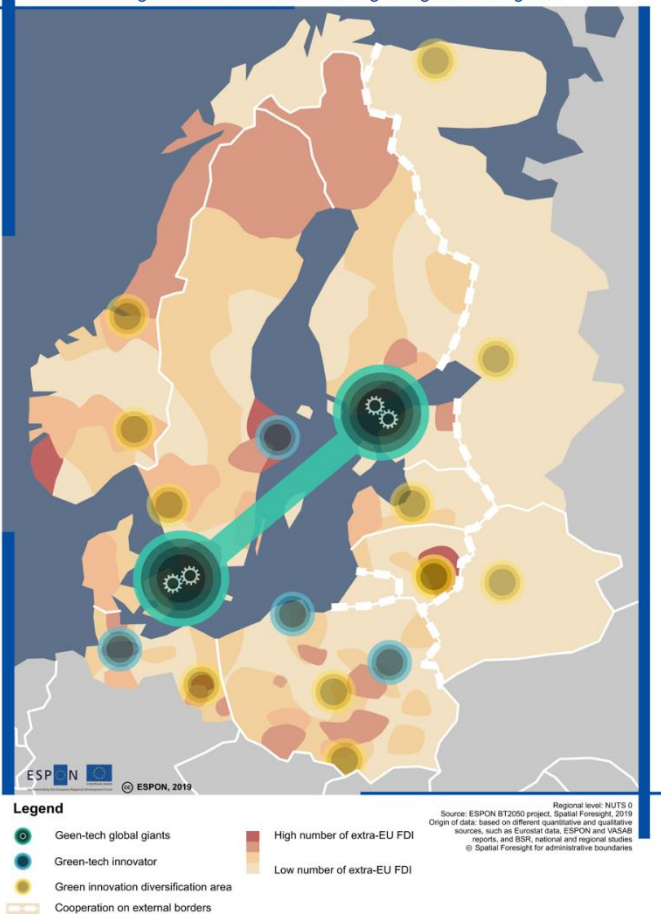 ESPON
© ESPON, 2019
Legend
Geen-tech global giants
Green-tech innovator
Green innovation diversification area
Cooperation on external borders
High number of extra-EU FDI
Low number of extra-EU FDI
Regional level: NUTS 0
Source: ESPON BT2050 project, Spatial Foresight, 2019
Origin of data: based on different quantitative and qualitative
sources, such as Eurostat data, ESPON and VASAB
reports, and BSR, national and regional studies
© Spatial Foresight for administrative boundaries